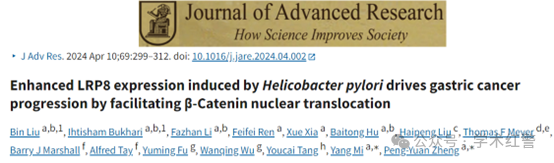 Journal of Advanced Research
How Science Improves Society
• J Adv Res. 2024 Apr 10;69:299–312. doi: 10.1016/j.jare.2024.04.002
Enhanced LRP8 expression induced by Helicobacter pylori drives gastric cancer
progression by facilitating β-Catenin nuclear translocation
Bin Liu a,b,1, Ihtisham Bukhari a,b,1, Fazhan Li a,b, Feifei Ren a, Xue Xia a, Baitong Hu a,b, Haipeng Liu c, Thomas F Meyer d,e,
Barry J Marshall f, Alfred Tay f, Yuming Fu g, Wanqing Wu g, Youcai Tang h, Yang Mi a,*, Peng-Yuan Zheng a,*
公众号 · 学术红警